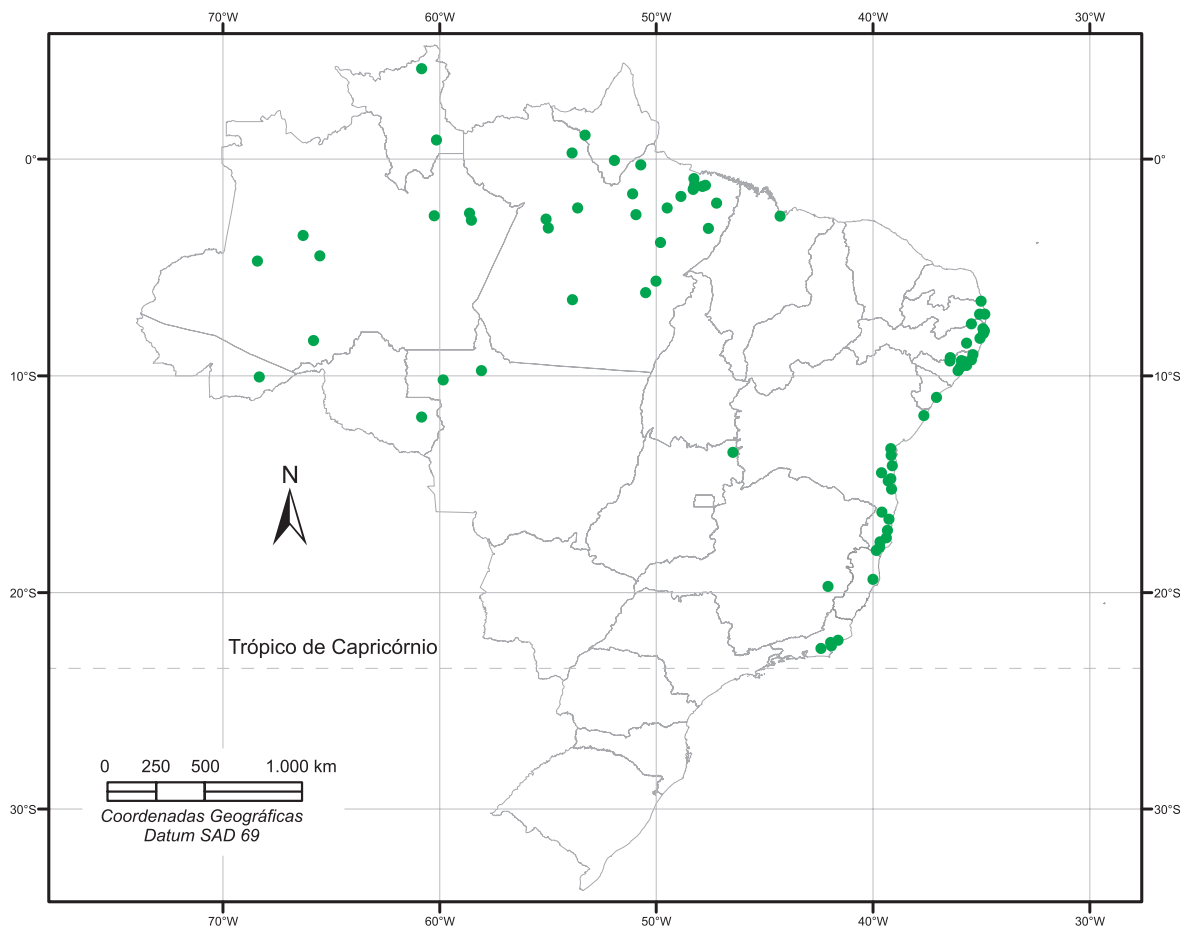 70°W 60°W 50°W 40°W 30°W
0° 0°
10°S 10°S
N
20°S 20°S
Trópico de Capricórnio
0 250 500 1.000 km
30°S 30°S
Coordenadas Geográficas
Datum SAD 69
70°W 60°W 50°W 40°W 30°W